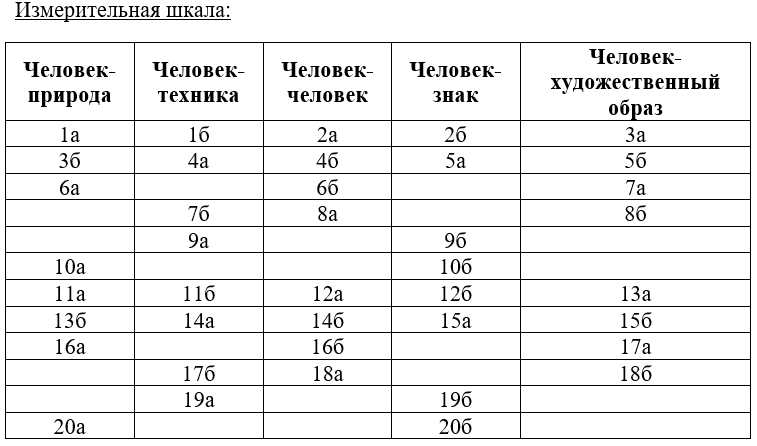 Измерительная шкала:
Человек-природа Человек-техника Человек-человек Человек-знак Человек-художественный образ
1а 1б 2а 2б 3а
3б 4а 4б 5а 5б
6а 6б 7а
7б 8а 8б
9а 9б
10а 10б
11а 11б 12а 12б 13а
13б 14а 14б 15а 15б
16а 16б 17а
17б 18а 18б
19а 19б
20а 20б